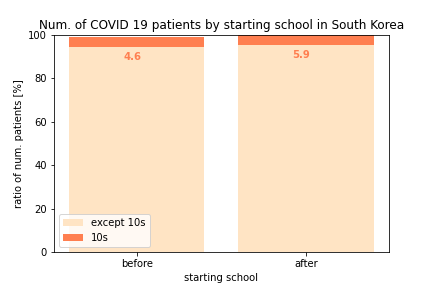 Num. of COVID 19 patients by starting school in South Korea
100
80
60
40
20
0
ratio of num. patients [%]
4.6
5.9
except 10s
10s
before
after
starting school